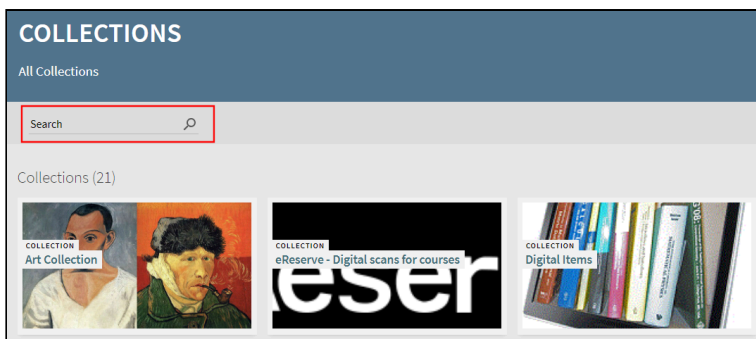 COLLECTIONS
All Collections
Search
Collections (21)
COLLECTION
Art Collection
COLLECTION
eReserve - Digital scans for courses
COLLECTION
Digital Items